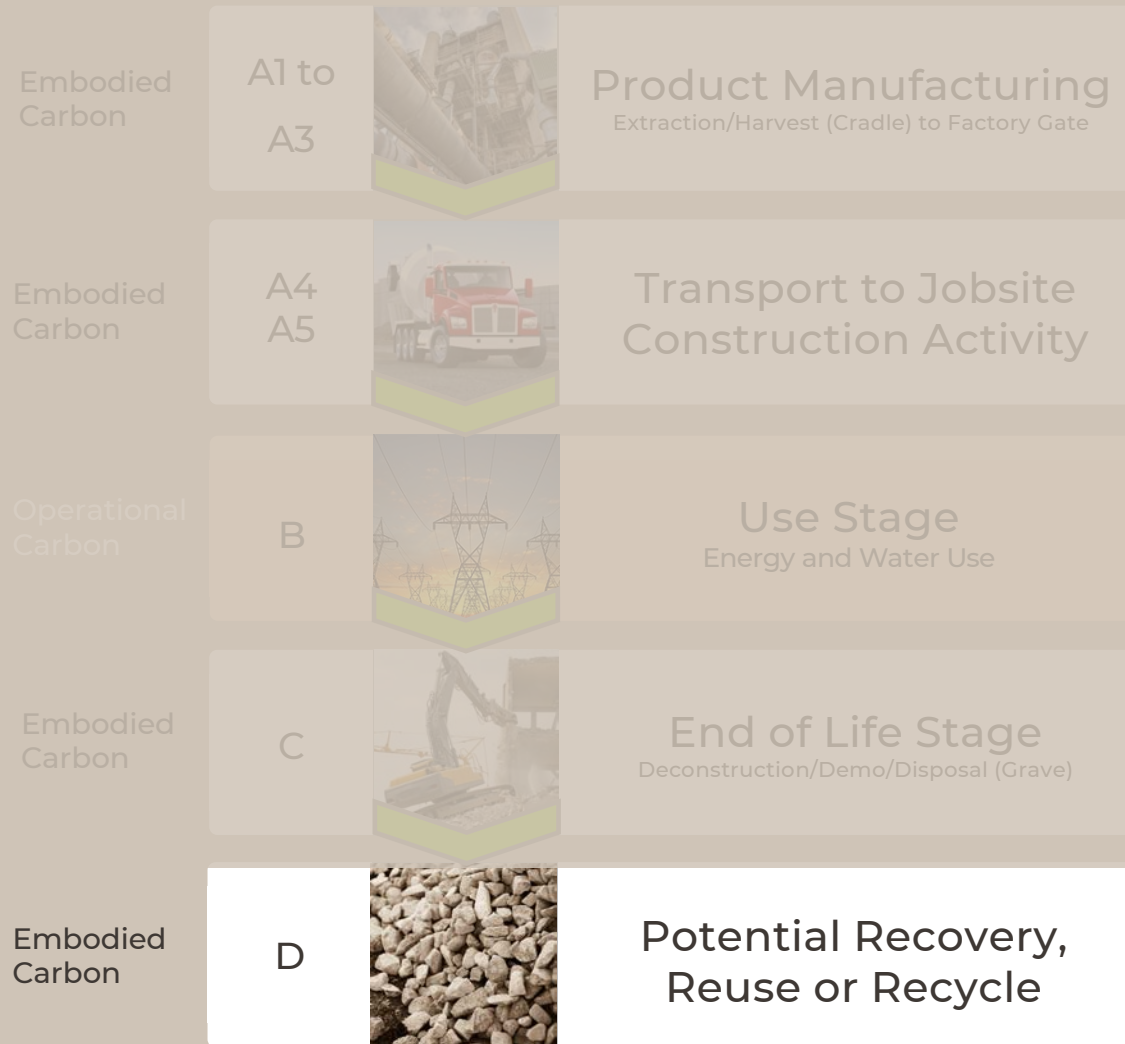 Embodied
Carbon
A1 to
A3
Product Manufacturing
Extraction/Harvest (Cradle) to Factory Gate
Embodied
Carbon
A4
A5
Transport to Jobsite
Construction Activity
Operational
Carbon
B
Use Stage
Energy and Water Use
Embodied
Carbon
C
End of Life Stage
Deconstruction/Demo/Disposal (Grave)
Embodied
Carbon
D
Potential Recovery,
Reuse or Recycle